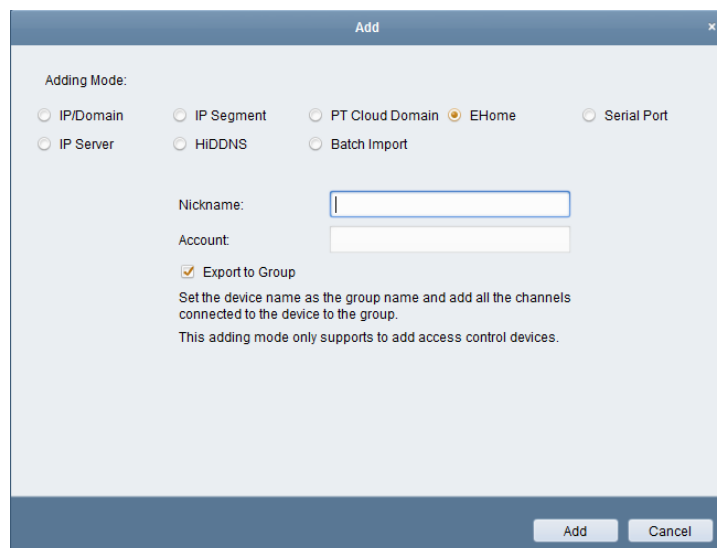 Add
Adding Mode:
IP/Domain IP Segment PT Cloud Domain EHome Serial Port
IP Server HiDDNS Batch Import
Nickname:
Account:
Export to Group
Set the device name as the group name and add all the channels
connected to the device to the group.
This adding mode only supports to add access control devices.
Add Cancel